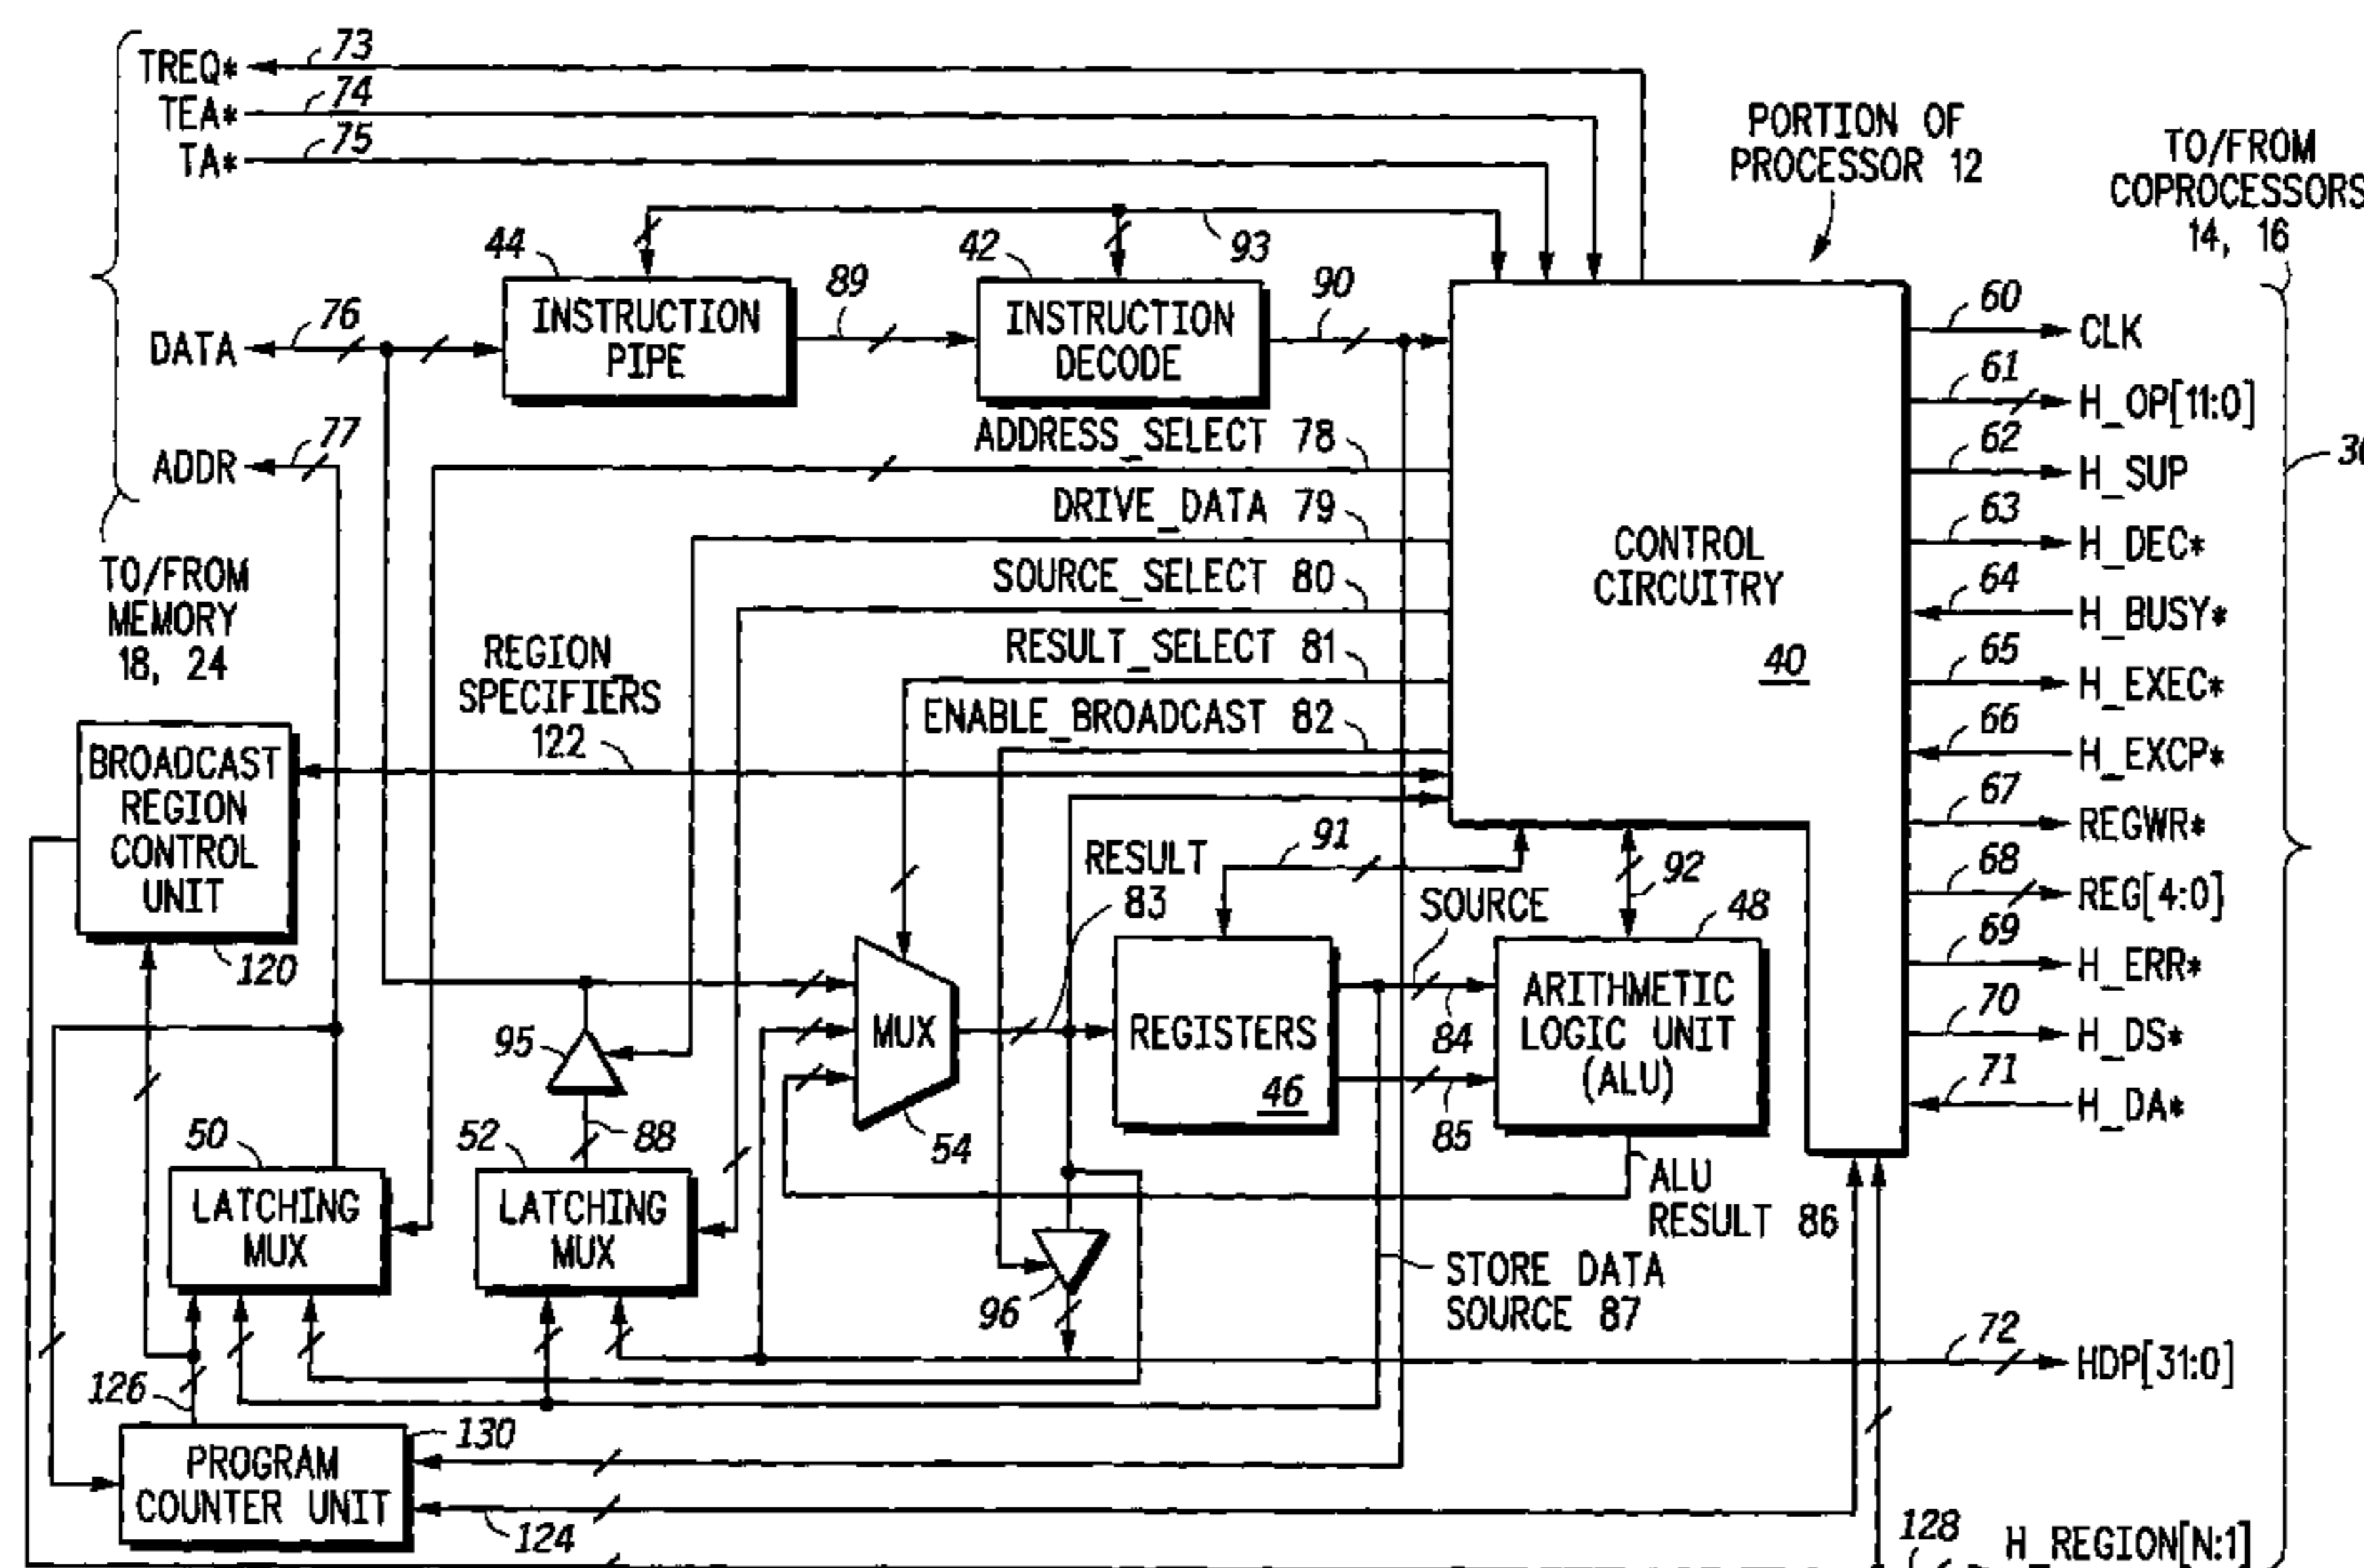 TREQ* 73
TEA* 74
TA* 75
PORTION OF
PROCESSOR 12
TO/FROM
COPROCESSORS
14, 16
44
42
93
DATA
76
INSTRUCTION
PIPE
89
INSTRUCTION
DECODE
90
60 CLK
61 H_OP[11:0]
62 H_SUP
63 H_DEC*
64 H_BUSY*
65 H_EXEC*
66 H_EXCP*
67 REGWR*
68 REG[4:0]
69 H_ERR*
70 H_DS*
71 H_DA*
ADDR
77
ADDRESS_SELECT 78
DRIVE_DATA 79
SOURCE_SELECT 80
RESULT_SELECT 81
ENABLE_BROADCAST 82
CONTROL
CIRCUITRY
40
TO/FROM
MEMORY
18, 24
REGION_
SPECIFIERS
122
BROADCAST
REGION
CONTROL
UNIT
120
RESULT
83
91
92
SOURCE
48
95
88
MUX
54
REGISTERS
46
84
85
ARITHMETIC
LOGIC UNIT
(ALU)
50
LATCHING
MUX
52
LATCHING
MUX
96
ALU
RESULT 86
STORE DATA
SOURCE 87
72 HDP[31:0]
126
130
PROGRAM
COUNTER UNIT
124
128 H_REGION[N:1]